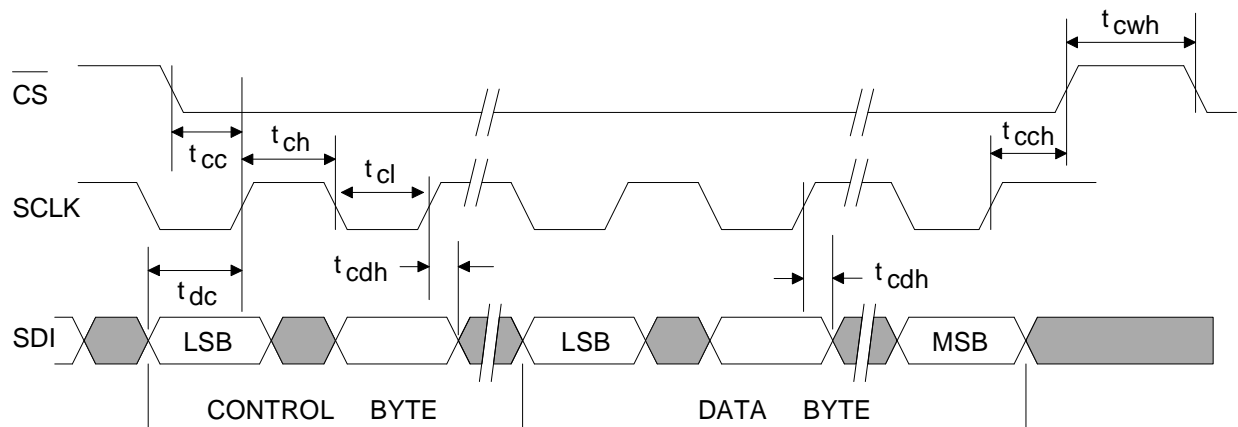 t cwh
CS
t cc
t ch
t cl
t cch
SCLK
t dc
t cdh
t cdh
SDI
LSB
LSB
MSB
CONTROL BYTE
DATA BYTE